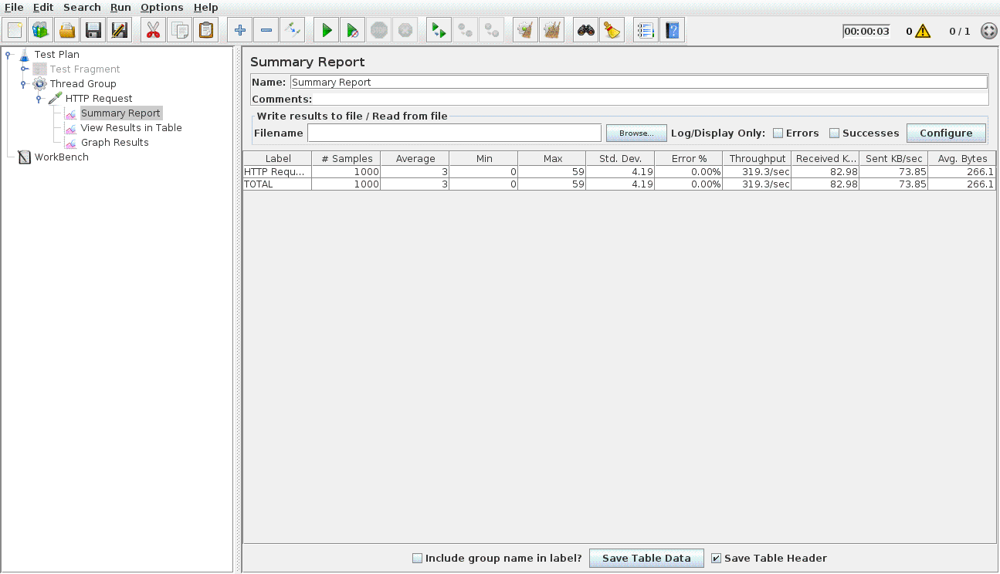 File Edit Search Run Options Help
00:00:03 0 0 / 1
Test Plan
Test Fragment
Thread Group
HTTP Request
Summary Report
View Results in Table
Graph Results
WorkBench
Summary Report
Name: Summary Report
Comments:
Write results to file / Read from file
Filename Browse... Log/Display Only: Errors Successes Configure
Label # Samples Average Min Max Std. Dev. Error % Throughput Received K... Sent KB/sec Avg. Bytes
HTTP Requ... 1000 3 0 59 4.19 0.00% 319.3/sec 82.98 73.85 266.1
TOTAL 1000 3 0 59 4.19 0.00% 319.3/sec 82.98 73.85 266.1
Include group name in label? Save Table Data Save Table Header